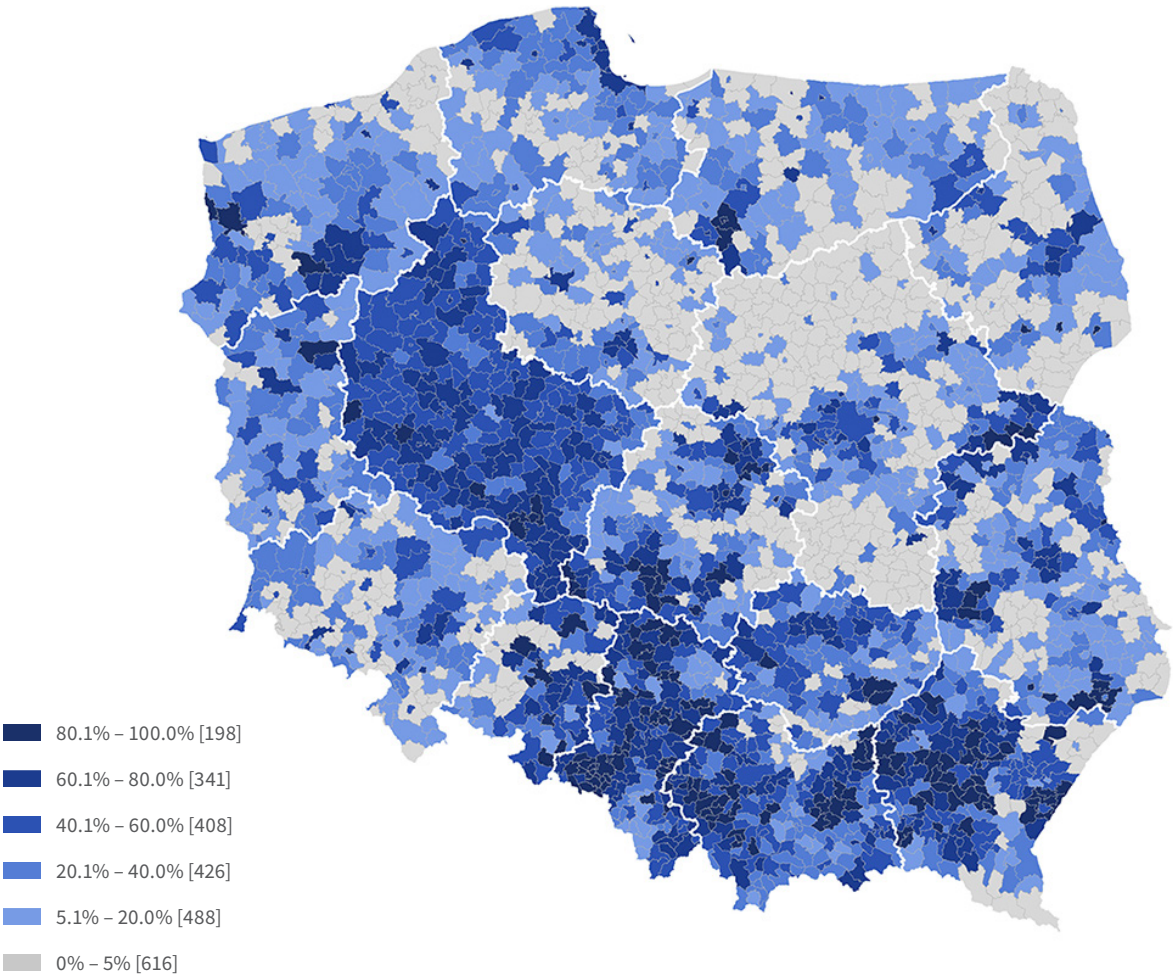 80.1% – 100.0% [198]
60.1% – 80.0% [341]
40.1% – 60.0% [408]
20.1% – 40.0% [426]
5.1% – 20.0% [488]
0% – 5% [616]